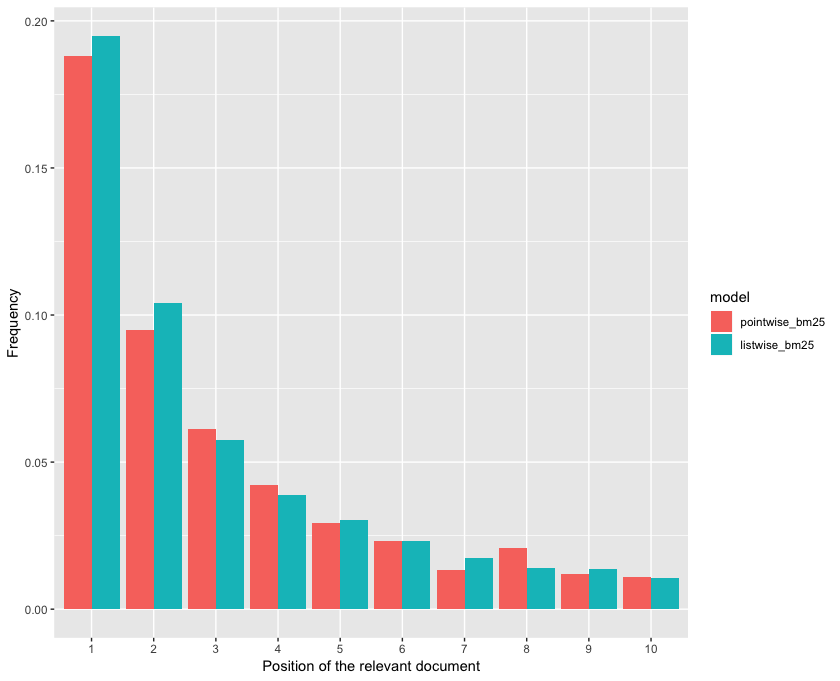 0.20
0.15
0.10
0.05
0.00
Frequency
1 2 3 4 5 6 7 8 9 10
Position of the relevant document
model
pointwise_bm25
listwise_bm25